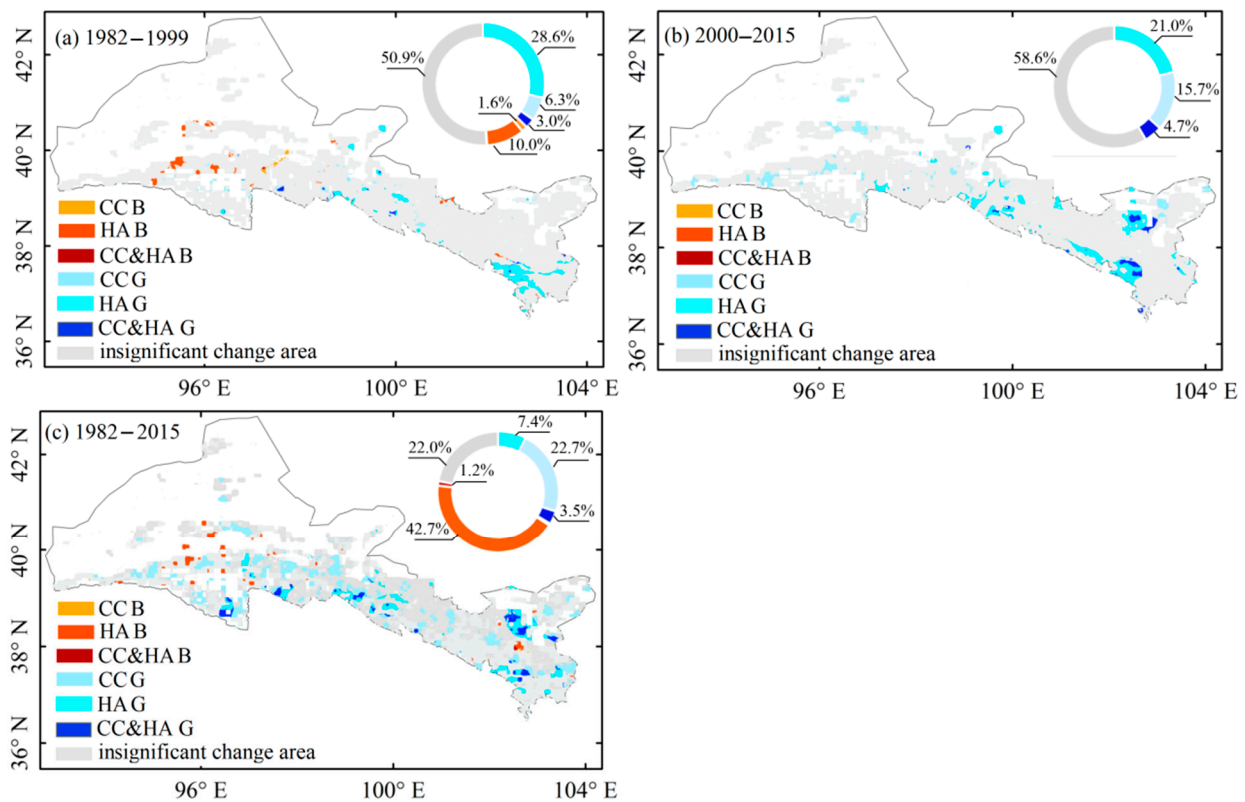 (a) 1982−1999
28.6%
50.9%
6.3%
1.6%
3.0%
10.0%
42° N
40° N
38° N
36° N
CC B
HA B
CC&HA B
CC G
HA G
CC&HA G
insignificant change area
96° E
100° E
104° E
(b) 2000−2015
21.0%
58.6%
15.7%
4.7%
42° N
40° N
38° N
36° N
CC B
HA B
CC&HA B
CC G
HA G
CC&HA G
insignificant change area
96° E
100° E
104° E
(c) 1982−2015
7.4%
22.0%
22.7%
1.2%
3.5%
42.7%
42° N
40° N
38° N
36° N
CC B
HA B
CC&HA B
CC G
HA G
CC&HA G
insignificant change area
96° E
100° E
104° E